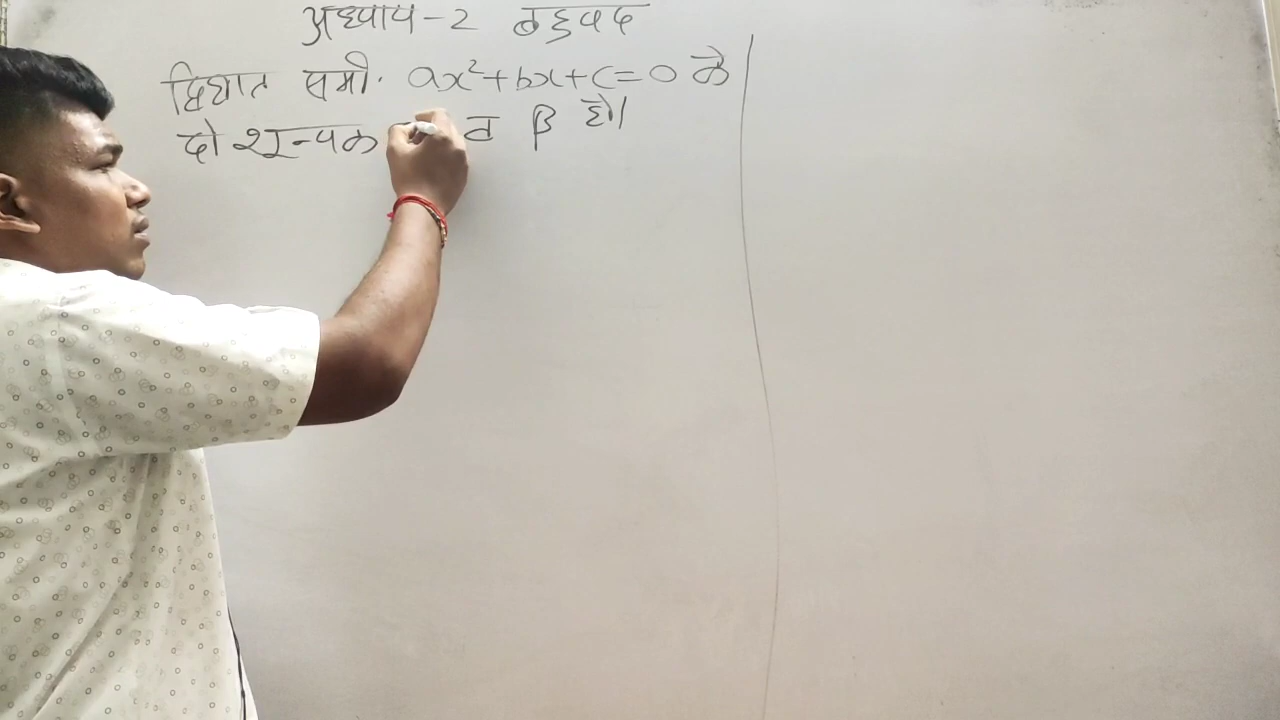 अध्याय-2 बहुपद
द्विघात समी. ax²+bx+c=0 के
दो शून्यक व β हो।